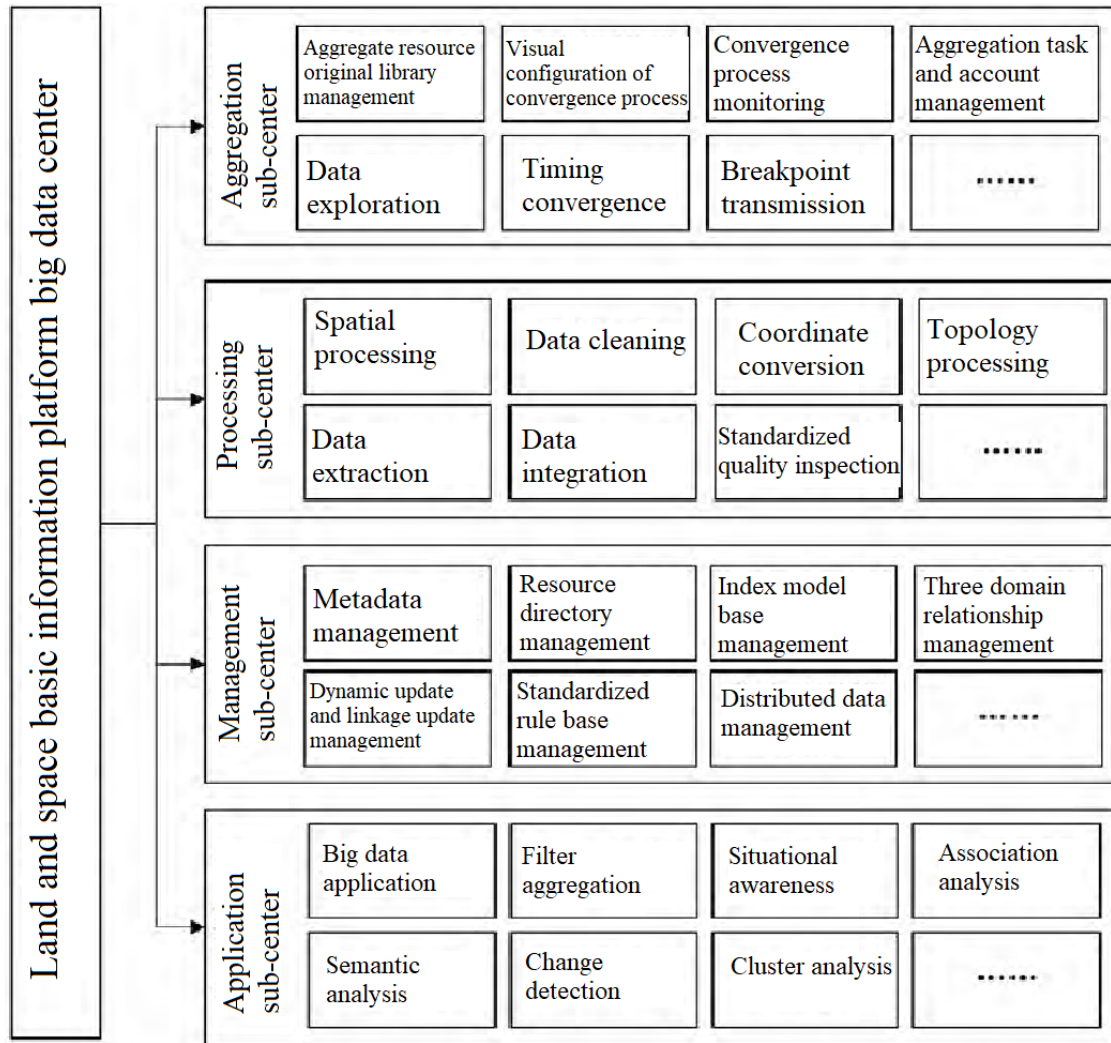 Land and space basic information platform big data center
Aggregation
sub-center
Aggregate resource
original library
management
Visual
configuration of
convergence process
Convergence
process
monitoring
Aggregation task
and account
management
Data
exploration
Timing
convergence
Breakpoint
transmission
......
Processing
sub-center
Spatial
processing
Data cleaning
Coordinate
conversion
Topology
processing
Data
extraction
Data
integration
Standardized
quality inspection
......
Management
sub-center
Metadata
management
Resource
directory
management
Index model
base
management
Three domain
relationship
management
Dynamic update
and linkage update
management
Standardized
rule base
management
Distributed data
management
......
Application
sub-center
Big data
application
Filter
aggregation
Situational
awareness
Association
analysis
Semantic
analysis
Change
detection
Cluster analysis
......